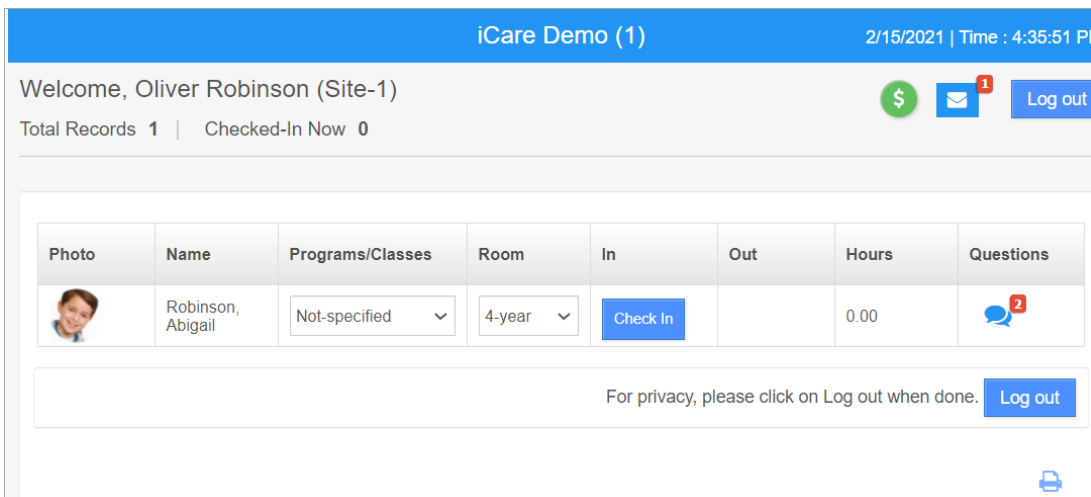 iCare Demo (1)
2/15/2021 | Time : 4:35:51
Welcome, Oliver Robinson (Site-1)
$
1
Log out
Total Records 1 | Checked-In Now 0
Photo Name Programs/Classes Room In Out Hours Questions
Robinson,
Abigail
Not-specified
4-year
Check In
0.00
2
For privacy, please click on Log out when done.
Log out